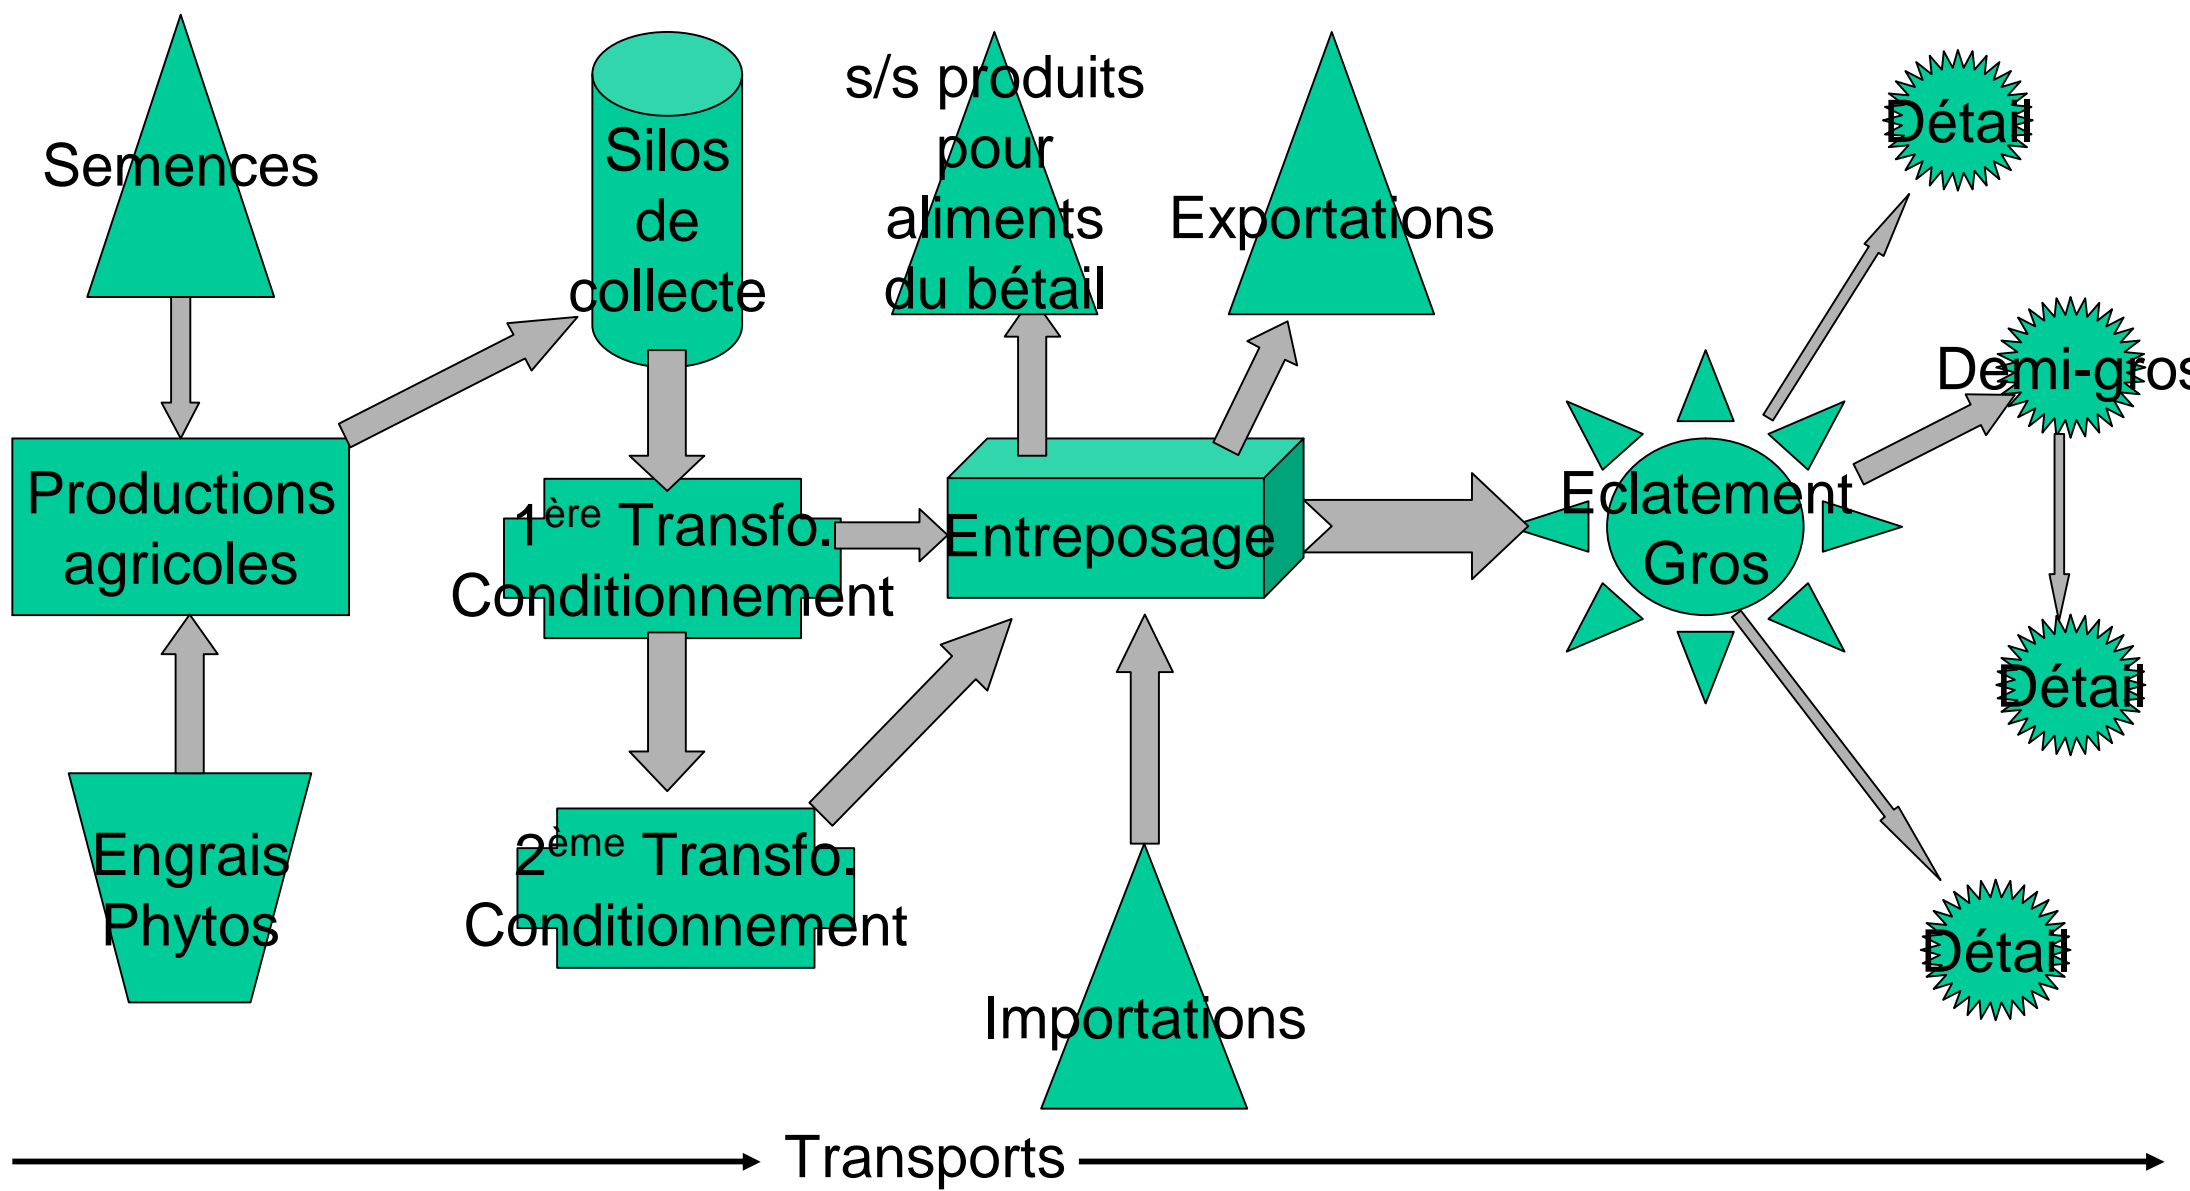 Semences
Productions
agricoles
Engrais
Phytos
Silos
de
collecte
1ère Transfo.
Conditionnement
2ème Transfo.
Conditionnement
s/s produits
pour
aliments
du bétail
Exportations
Entreposage
Importations
Eclatement
Gros
Détail
Demi-gros
Détail
Détail
Transports